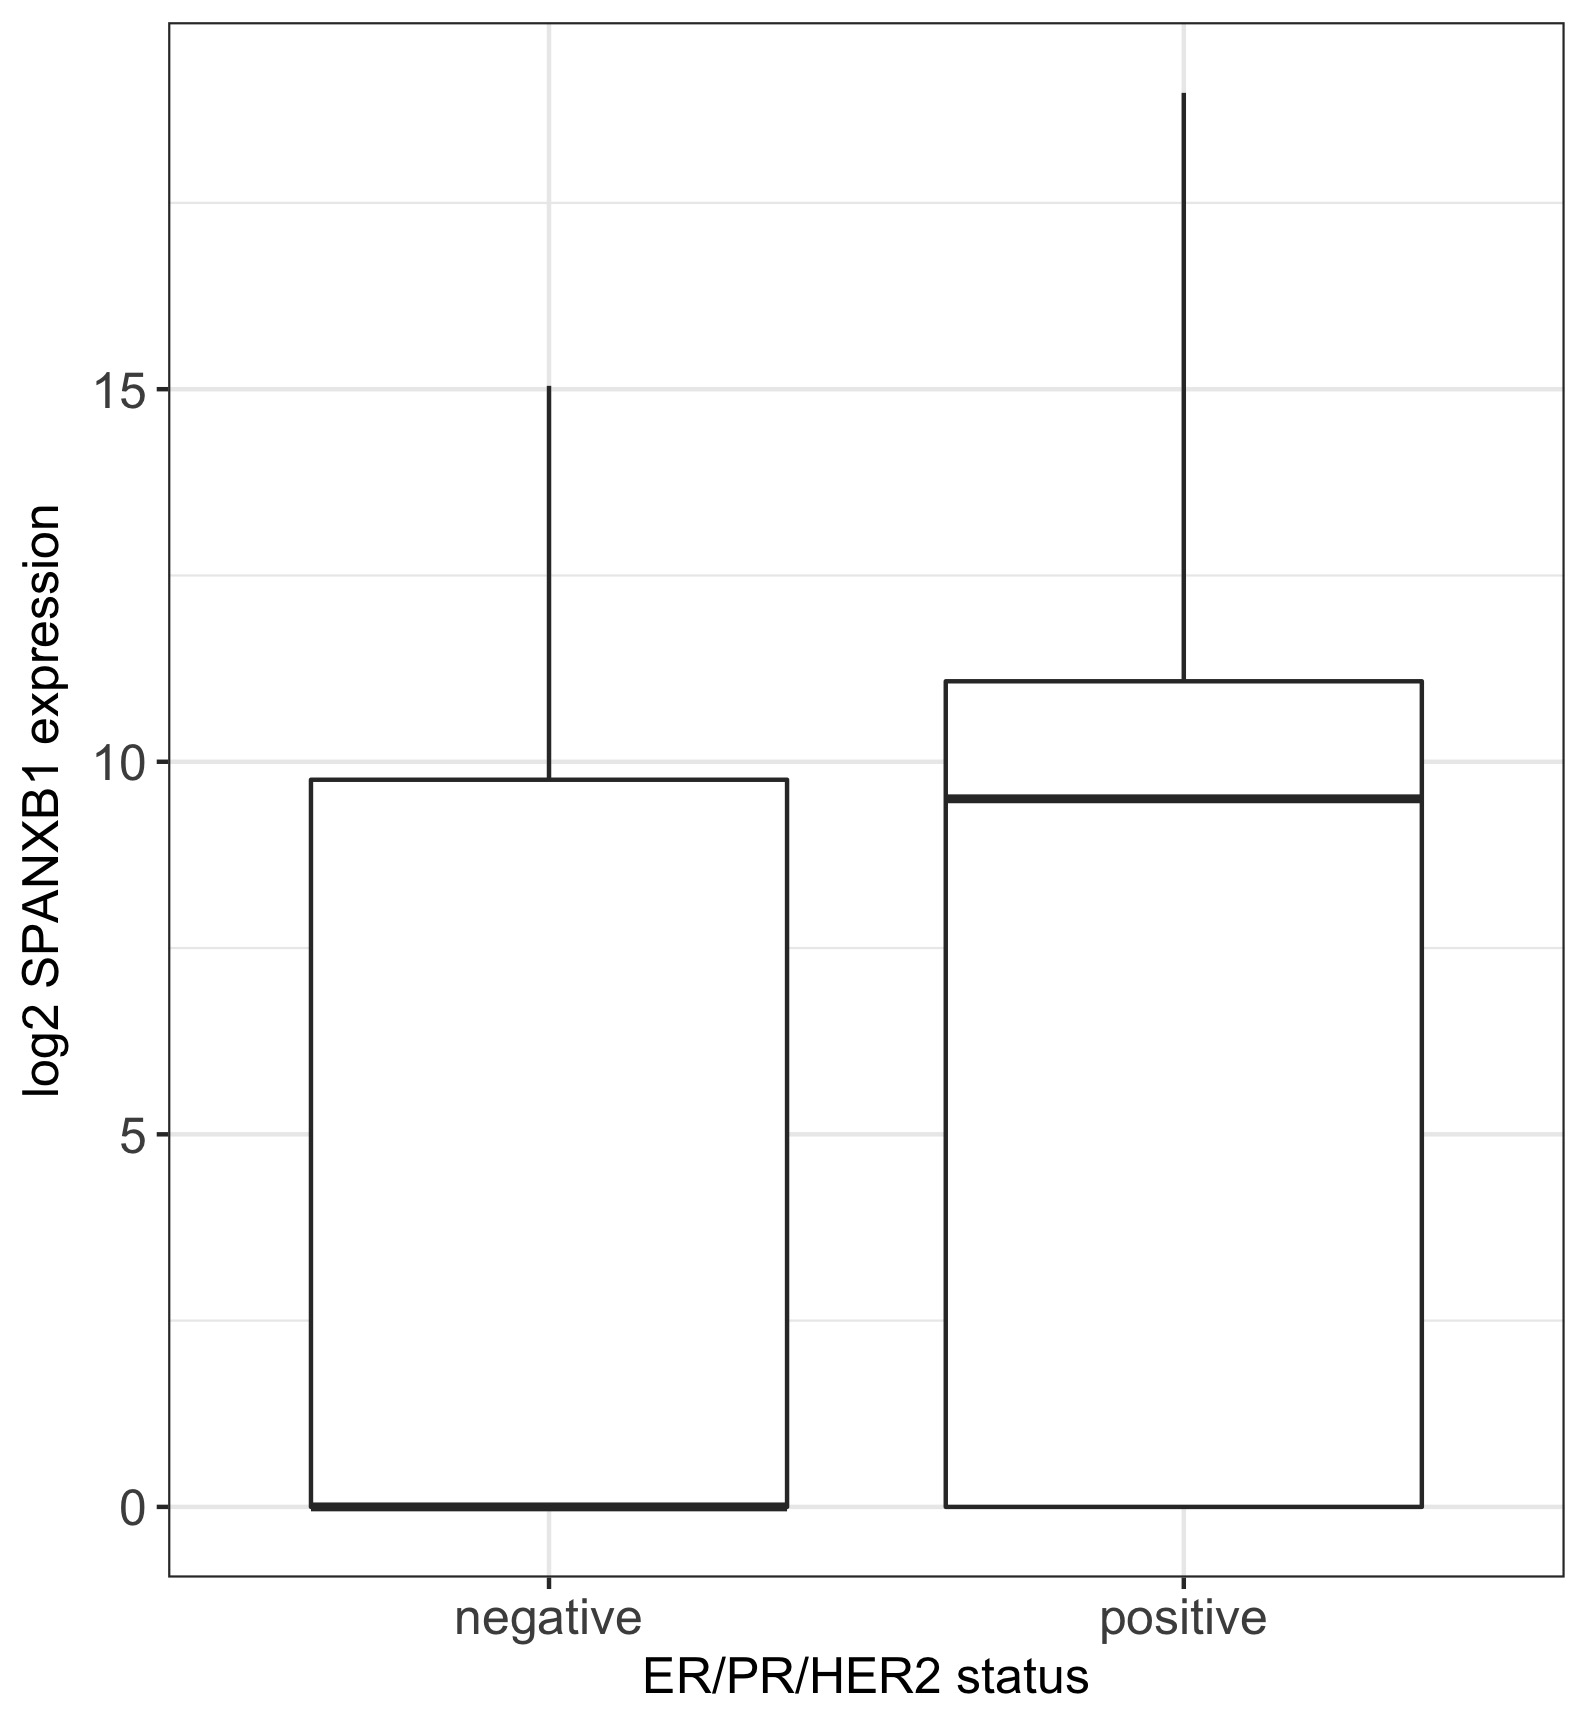 log2 SPANXB1 expression
15
10
5
0
negative
positive
ER/PR/HER2 status